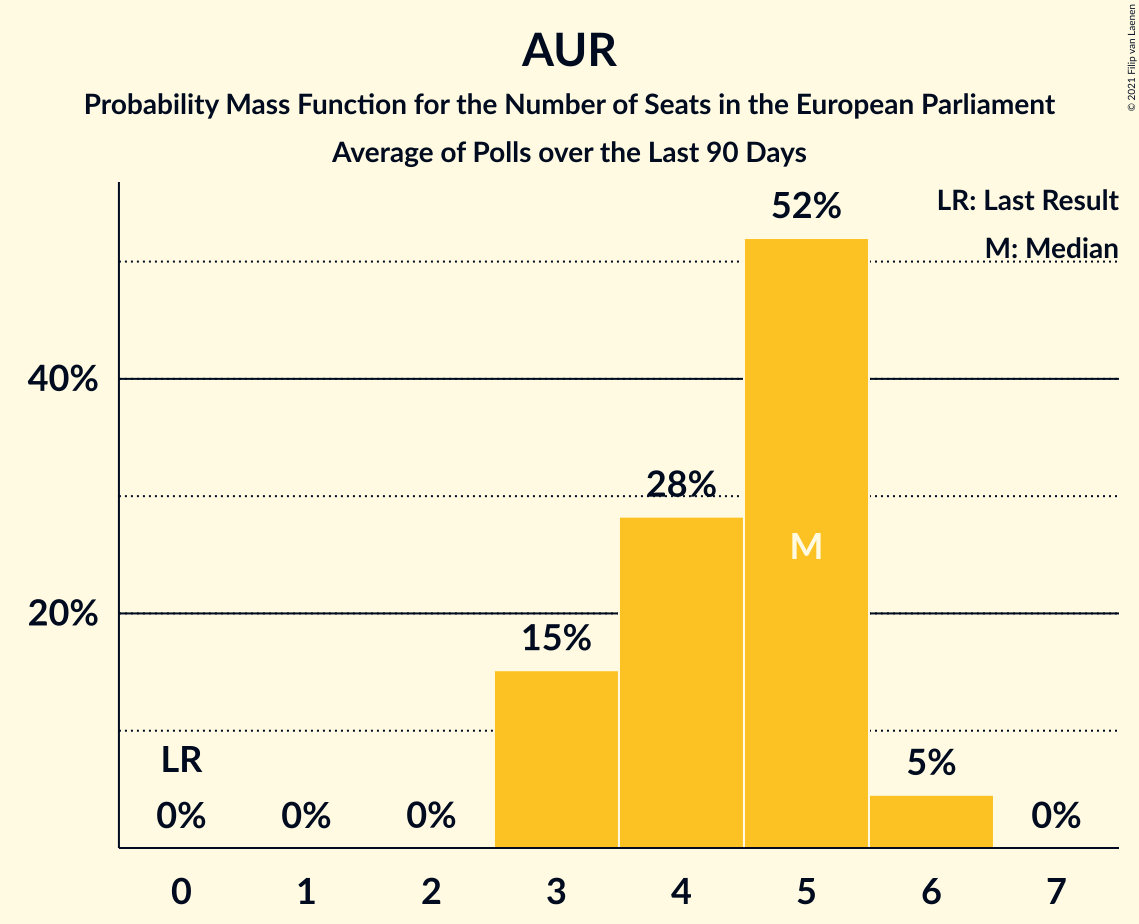 AUR
Probability Mass Function for the Number of Seats in the European Parliament
Average of Polls over the Last 90 Days
© 2021 Filip van Laenen
LR: Last Result
M: Median
52%
40%
28%
M
20%
15%
LR
5%
0%
0%
0%
0%
0 1 2 3 4 5 6 7